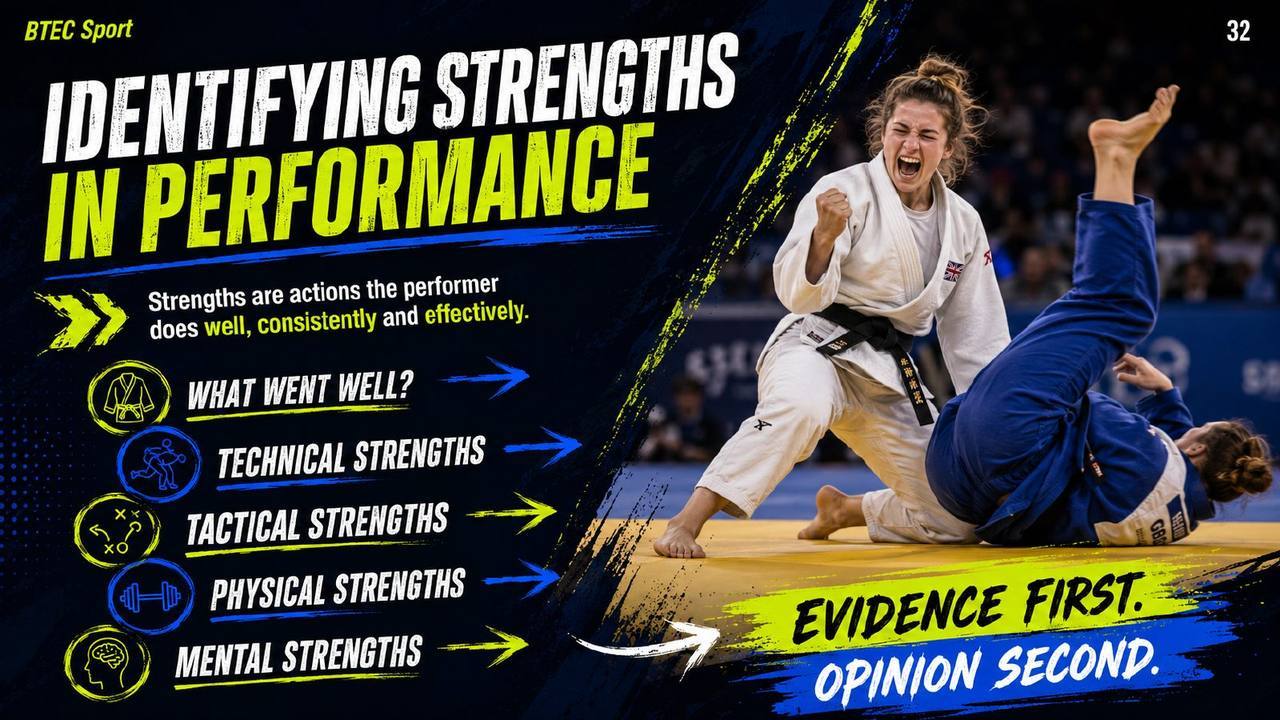 BTEC Sport
32
IDENTIFYING STRENGTHS
IN PERFORMANCE
Strengths are actions the performer
does well, consistently and effectively.
WHAT WENT WELL?
TECHNICAL STRENGTHS
TACTICAL STRENGTHS
PHYSICAL STRENGTHS
MENTAL STRENGTHS
EVIDENCE FIRST.
OPINION SECOND.